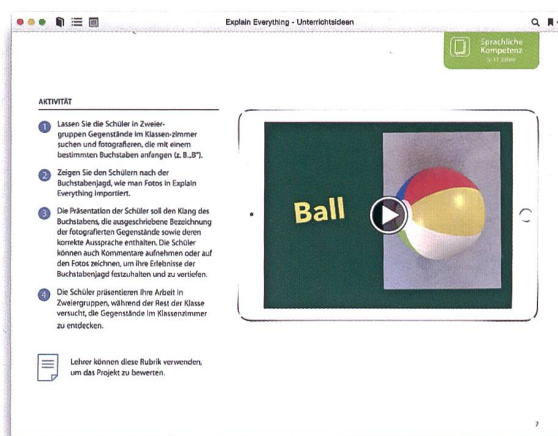 Explain Everything - Unterrichtsideen
Sprachliche
Kompetenz
AKTIVITÄT
1 Lassen Sie die Schüler in Zweier-
gruppen Gegenstände im Klassen-zimmer
suchen und fotografieren, die mit einem
bestimmten Buchstaben anfangen (z. B. „B“).
2 Zeigen Sie den Schülern nach der
Buchstabenjagd, wie man Fotos in Explain
Everything importiert.
3 Die Präsentation der Schüler soll den Klang des
Buchstabens, die ausgeschriebene Bezeichnung
der fotografierten Gegenstände sowie deren
korrekte Aussprache enthalten. Die Schüler
können auch Kommentare aufnehmen oder auf
den Fotos zeichnen, um ihre Erlebnisse der
Buchstabenjagd festzuhalten und zu vertiefen.
4 Die Schüler präsentieren ihre Arbeit in
Zweiergruppen, während der Rest der Klasse
versucht, die Gegenstände im Klassenzimmer
zu entdecken.
Ball
Lehrer können diese Rubrik verwenden,
um das Projekt zu bewerten.
7